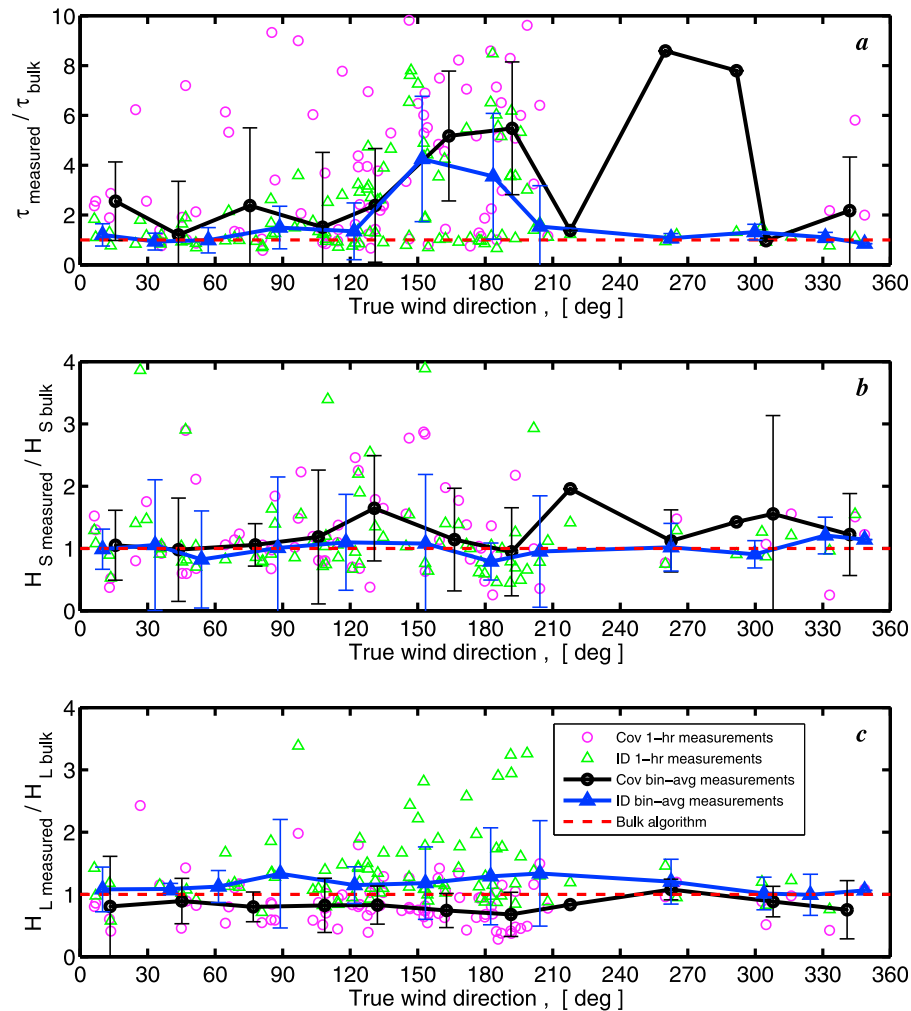 a
τ measured / τ bulk
10
8
6
4
2
0
0 30 60 90 120 150 180 210 240 270 300 330 360
True wind direction , [ deg]
b
H S measured / H S bulk
4
3
2
1
0
0 30 60 90 120 150 180 210 240 270 300 330 360
True wind direction , [ deg]
c
H L measured / H L bulk
4
3
2
1
0
Cov 1-hr measurements
ID 1-hr measurements
Cov bin-avg measurements
ID bin-avg measurements
Bulk algorithm
0 30 60 90 120 150 180 210 240 270 300 330 360
True wind direction , [ deg]